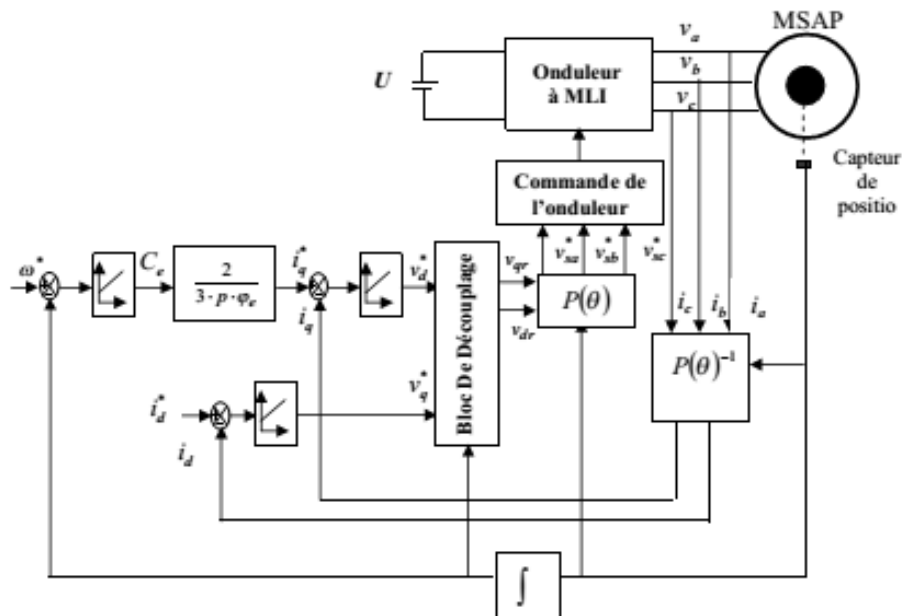 MSAP
v_a
v_b
v_c
U
Onduleur
à MLI
Capteur
de
positio
Commande de
l'onduleur
v_sa^*
v_sb^*
v_sc^*
ω^*
C_e
2
3·p·φ_e
i_q^*
i_q
v_d^*
Bloc De Découplage
v_qr
v_dr
P(θ)
i_c
i_b
i_a
P(θ)^-1
i_d^*
i_d
v_q^*
∫